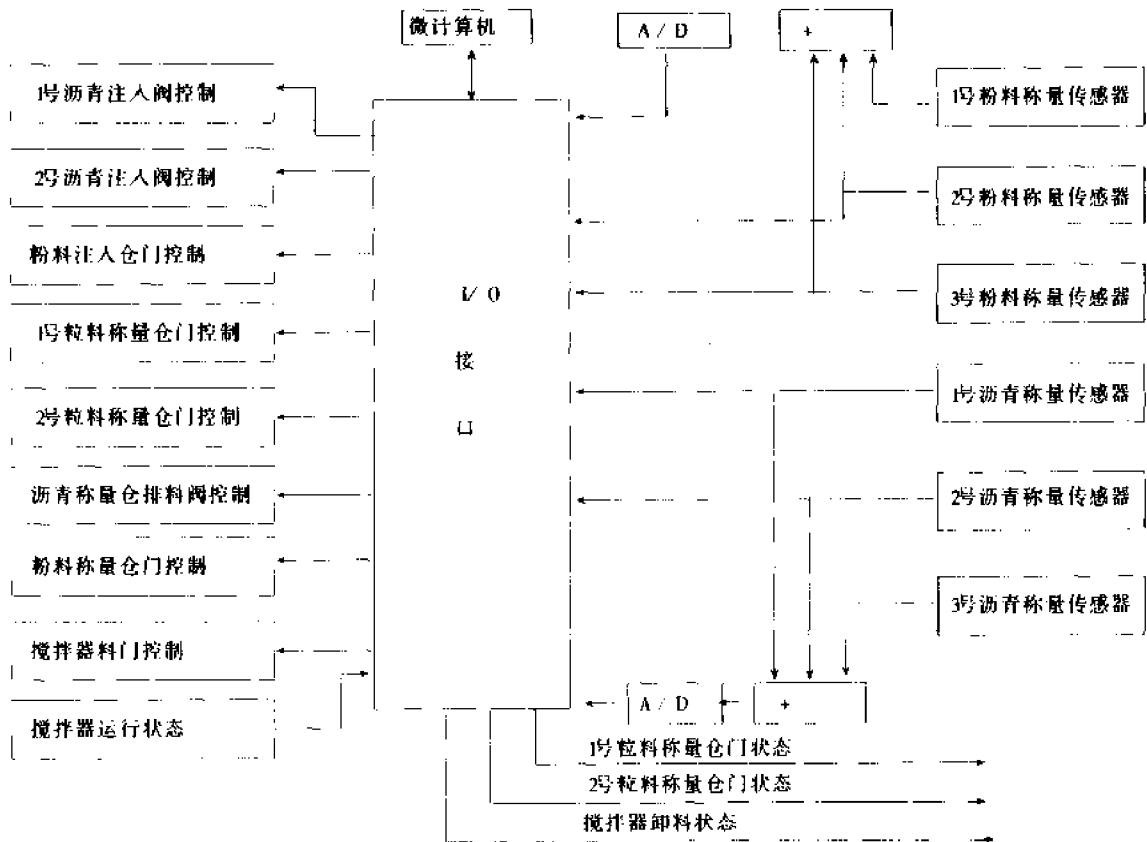 微计算机
A / D
+
1号沥青注入阀控制
1号粉料称量传感器
2号沥青注入阀控制
2号粉料称量传感器
粉料注入仓门控制
I/O
接
口
3号粉料称量传感器
1号粒料称量仓门控制
1号沥青称量传感器
2号粒料称量仓门控制
2号沥青称量传感器
沥青称量仓排料阀控制
粉料称量仓门控制
3号沥青称量传感器
搅拌器料门控制
A / D
+
搅拌器运行状态
1号粒料称量仓门状态
2号粒料称量仓门状态
搅拌器卸料状态